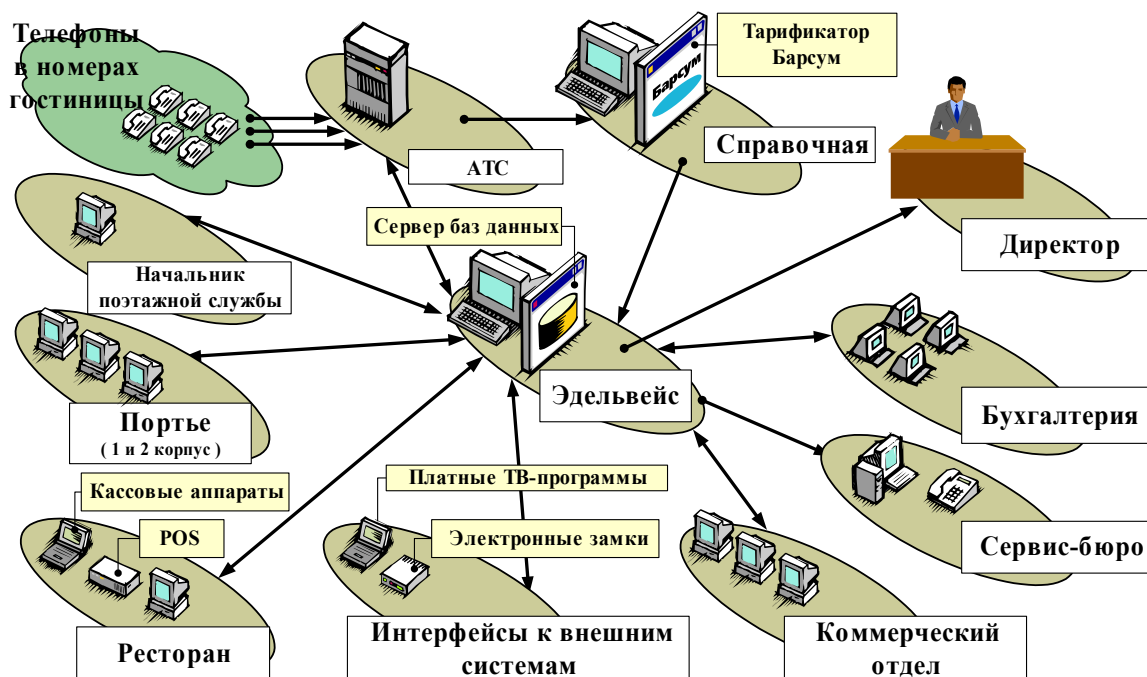 Телефоны
в номерах
гостиницы
АТС
Барсум
Тарификатор
Барсум
Справочная
Директор
Сервер баз данных
Начальник
поэтажной службы
Эдельвейс
Портье
( 1 и 2 корпус )
Бухгалтерия
Кассовые аппараты
POS
Ресторан
Платные ТВ-программы
Электронные замки
Интерфейсы к внешним
системам
Коммерческий
отдел
Сервис-бюро